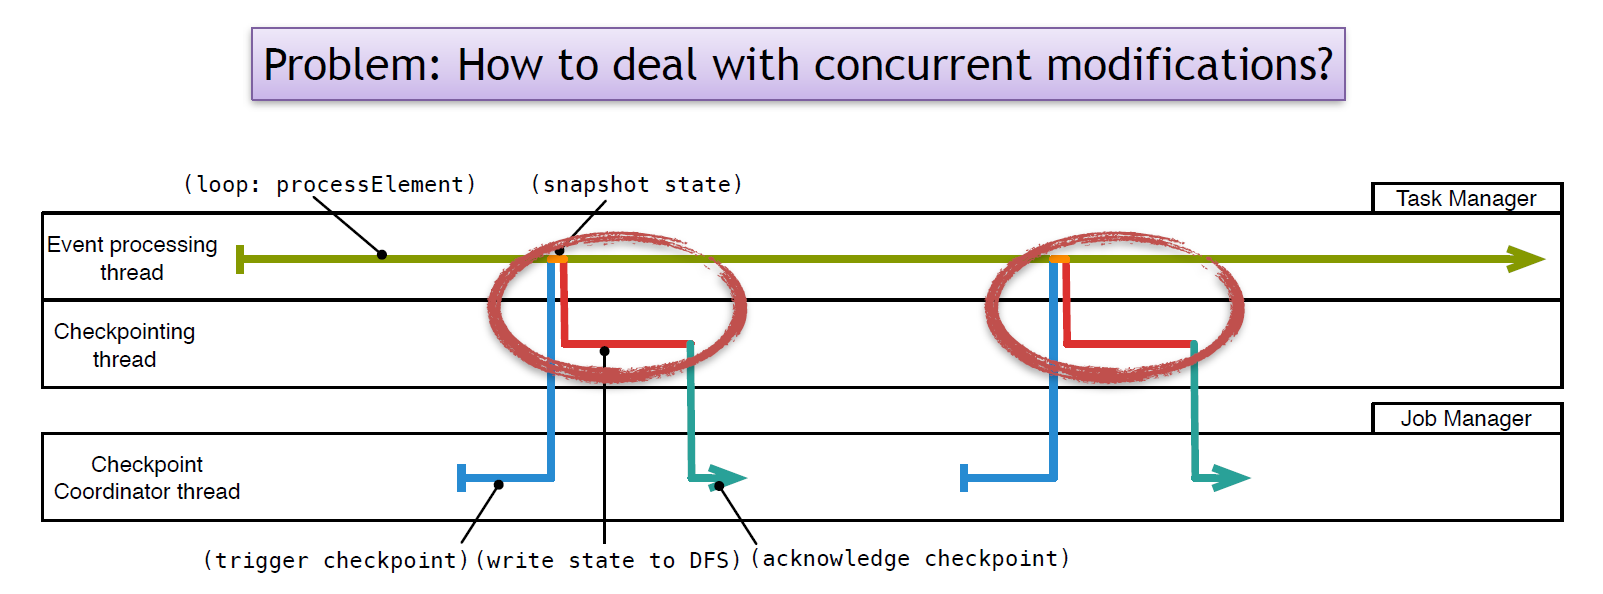 Problem: How to deal with concurrent modifications?
(loop: processElement)
(snapshot state)
Task Manager
Event processing
thread
Checkpointing
thread
Job Manager
Checkpoint
Coordinator thread
(trigger checkpoint)
(write state to DFS)
(acknowledge checkpoint)